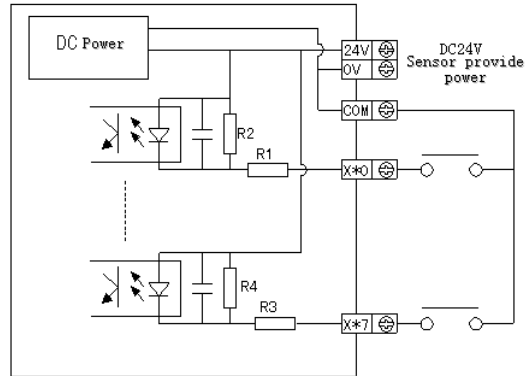 DC Power
24V
0V
COM
DC24V
Sensor provide
power
R2
R1
X*0
R4
R3
X*7